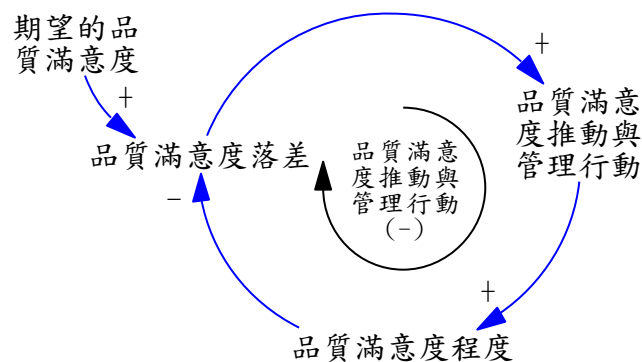 期望的品
質滿意度
+
品質滿意度落差
+
品質滿意
度推動與
管理行動
品質滿意
度推動與
管理行動
(-)
-
+
品質滿意度程度